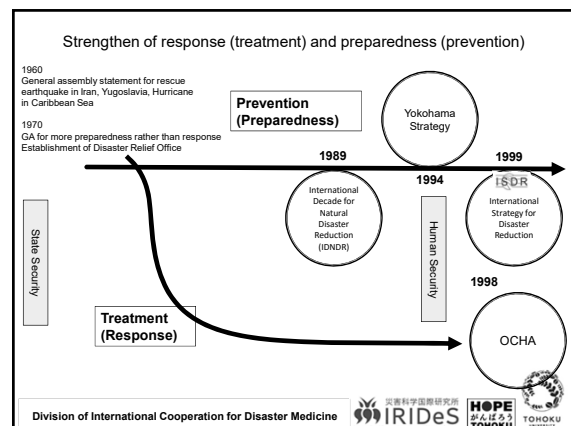 Strengthen of response (treatment) and preparedness (prevention)
1960
General assembly statement for rescue
earthquake in Iran, Yugoslavia, Hurricane
in Caribbean Sea
1970
GA for more preparedness rather than response
Establishment of Disaster Relief Office
Prevention
(Preparedness)
Yokohama
Strategy
1989
1994
1999
ISDR
International
Decade for
Natural
Disaster
Reduction
(IDNDR)
International
Strategy for
Disaster
Reduction
State Security
Human Security
1998
Treatment
(Response)
OCHA
Division of International Cooperation for Disaster Medicine
災害科学国際研究所
IRIDeS
HOPE
がんばろう
TOHOKU
TOHOKU